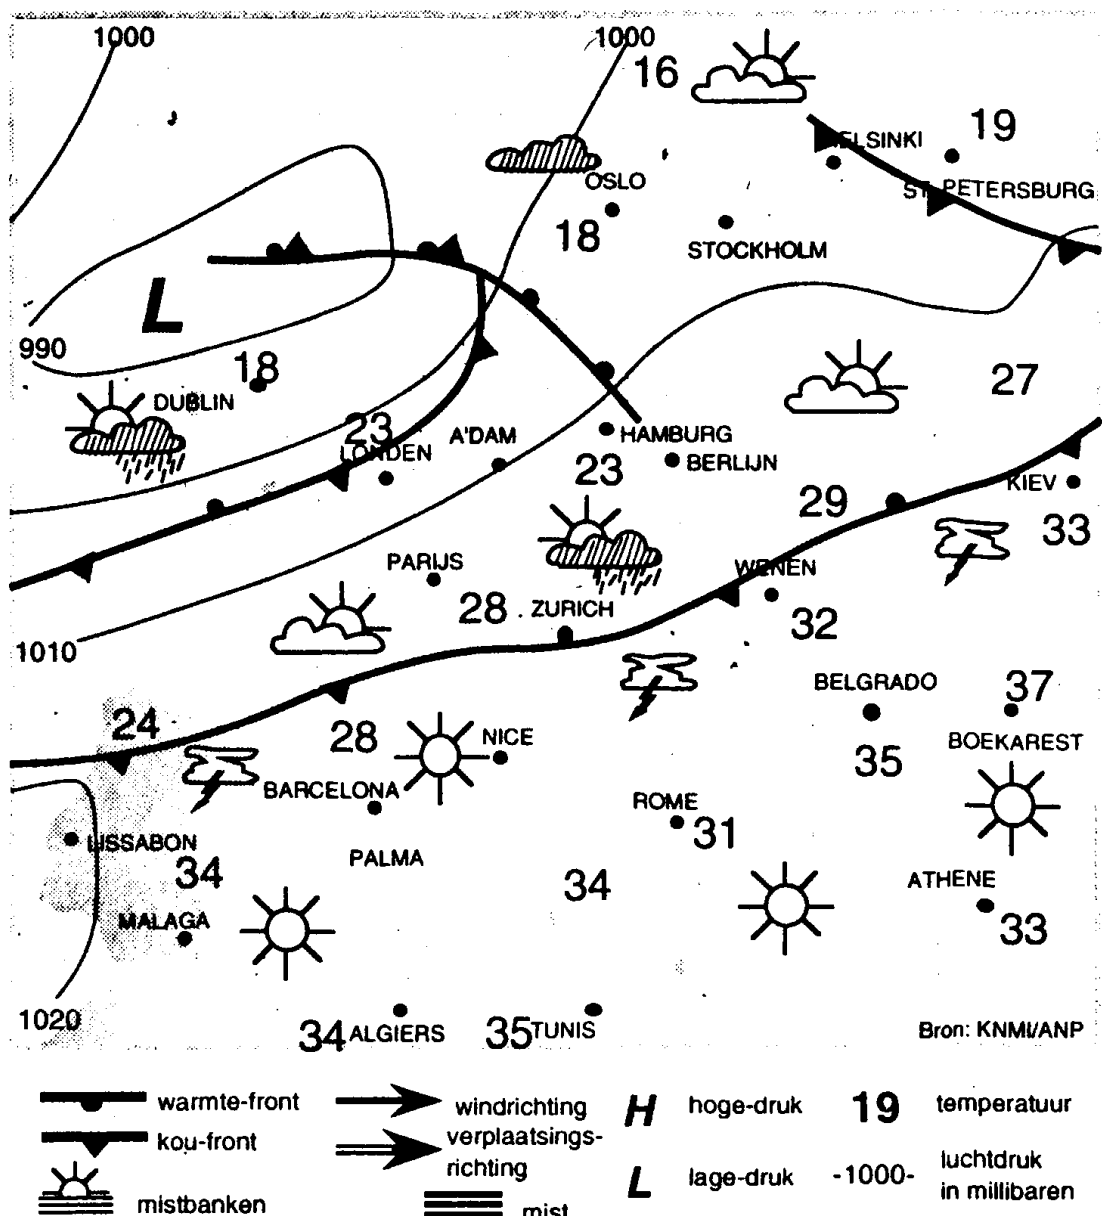 1000
1000
16
HELSINKI
19
OSLO
ST. PETERSBURG
18
STOCKHOLM
L
990
18
27
DUBLIN
23
A'DAM
HAMBURG
LONDEN
BERLIJN
23
KIEV
29
33
PARIJS
WENEN
28
ZURICH
32
1010
BELGRADO
37
24
28
NICE
BOEKAREST
35
BARCELONA
ROME
31
LISSABON
PALMA
34
34
ATHENE
MALAGA
33
1020
34 ALGIERS
35 TUNIS
Bron: KNMI/ANP
warmte-front
windrichting
H hoge-druk
19 temperatuur
kou-front
verplaatsings-
richting
L lage-druk
-1000- luchtdruk
in millibaren
mistbanken
mist